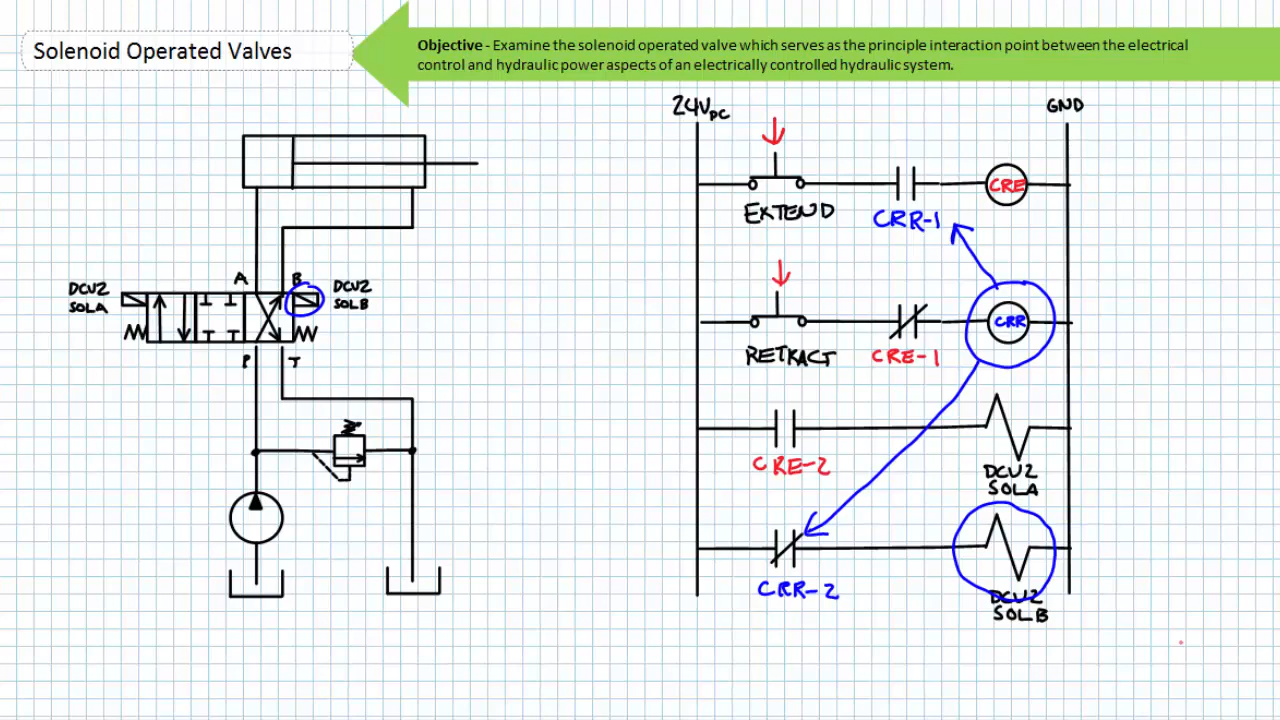 Solenoid Operated Valves
Objective - Examine the solenoid operated valve which serves as the principle interaction point between the electrical
control and hydraulic power aspects of an electrically controlled hydraulic system.
24VDC
GND
CRE
EXTEND
CRR-1
A
B
DCV2
SOLA
DCV2
SOLB
CRR
P
T
RETRACT
CRE-1
CRE-2
DCV2
SOLA
CRR-2
DCV2
SOLB